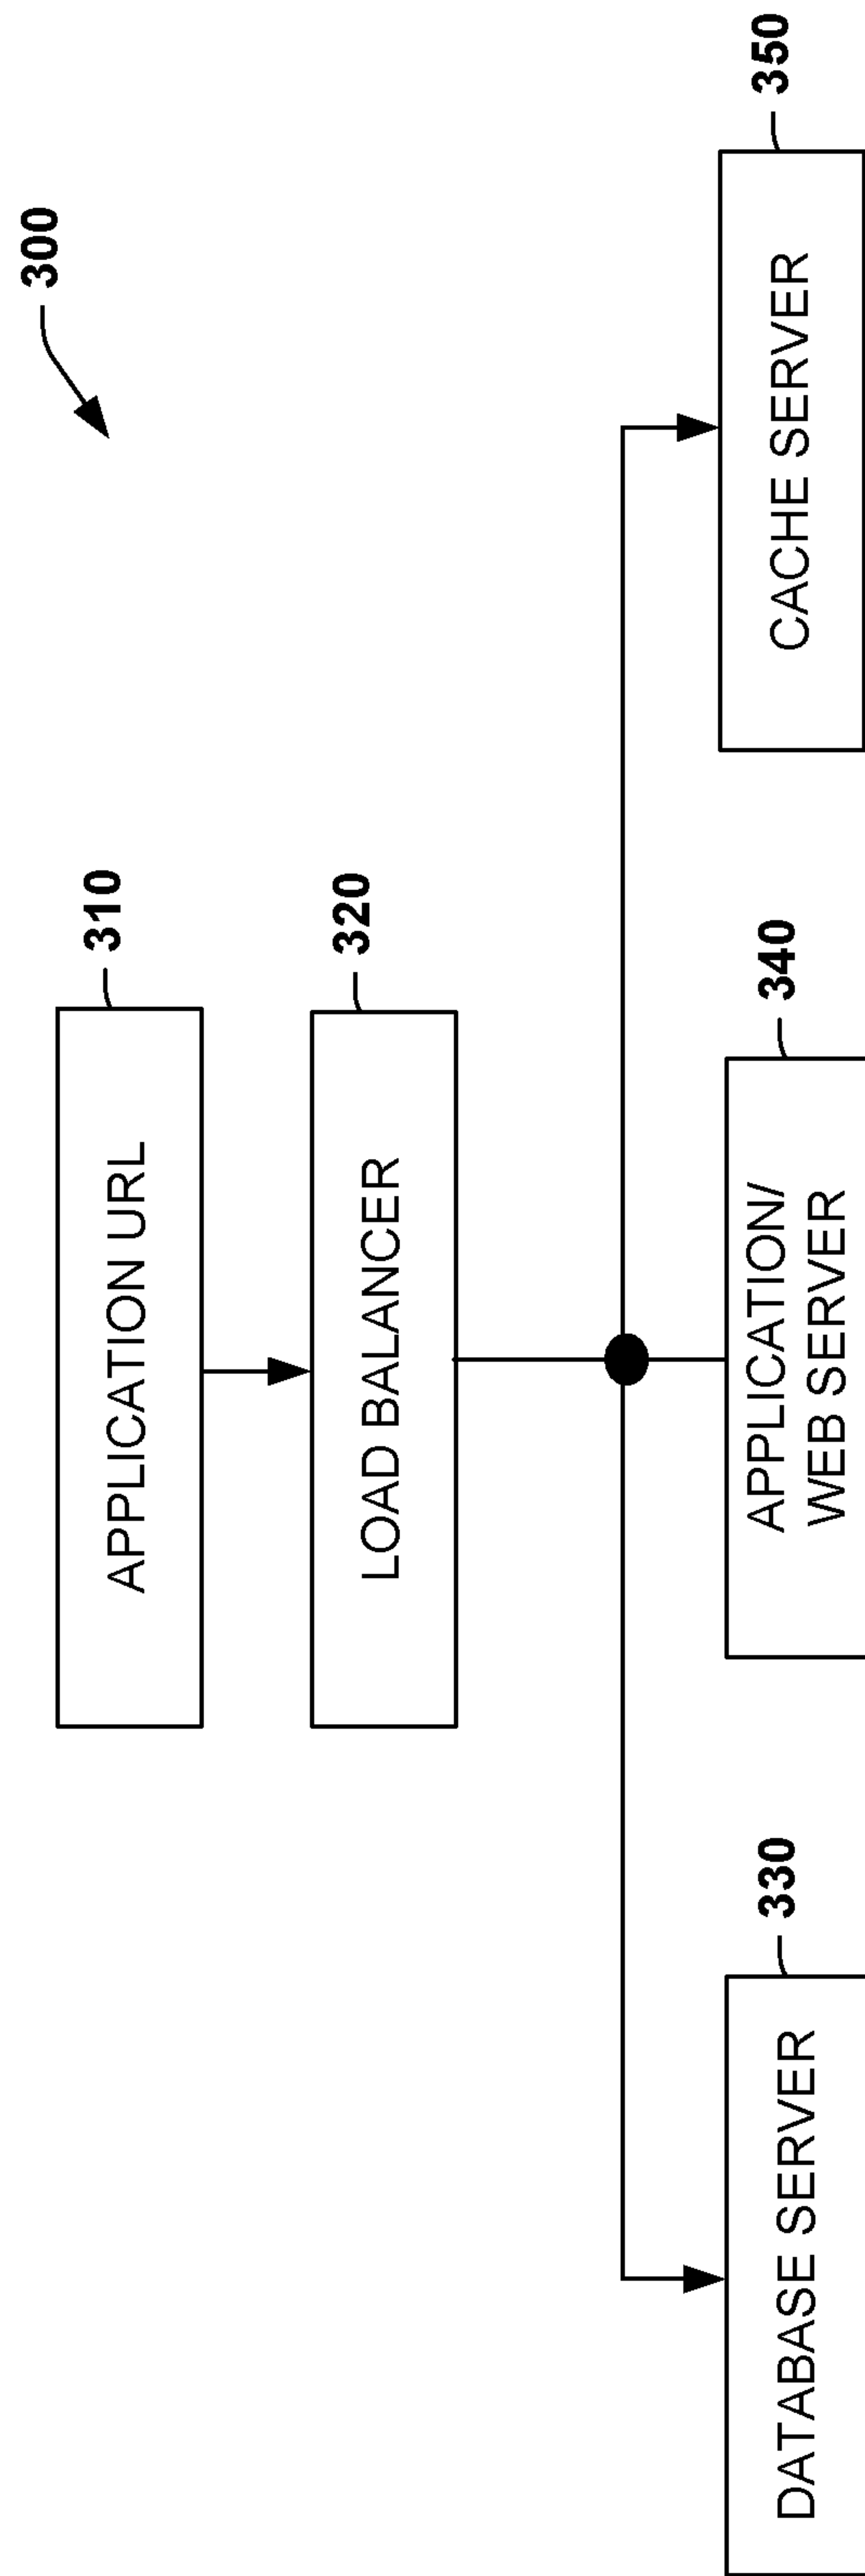 300
APPLICATION URL
310
LOAD BALANCER
320
DATABASE SERVER
330
APPLICATION/
WEB SERVER
340
CACHE SERVER
350